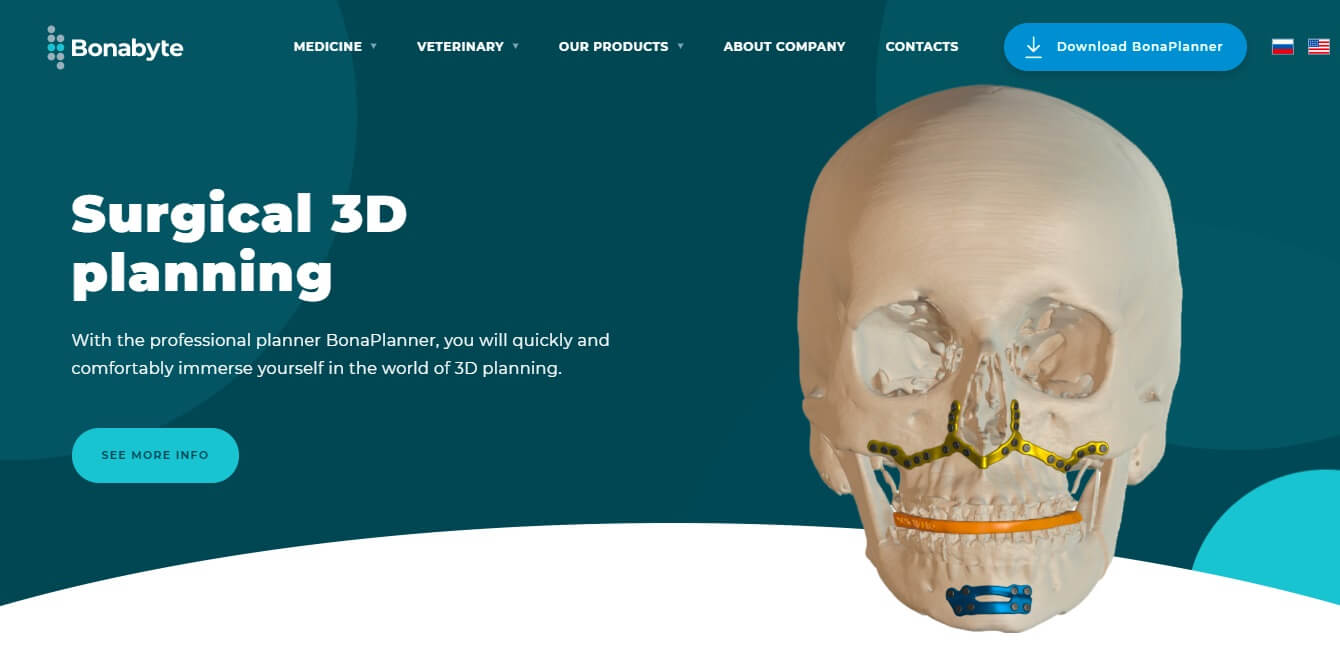 Bonabyte
MEDICINE
VETERINARY
OUR PRODUCTS
ABOUT COMPANY
CONTACTS
Download BonaPlanner
Surgical 3D
planning
With the professional planner BonaPlanner, you will quickly and
comfortably immerse yourself in the world of 3D planning.
SEE MORE INFO